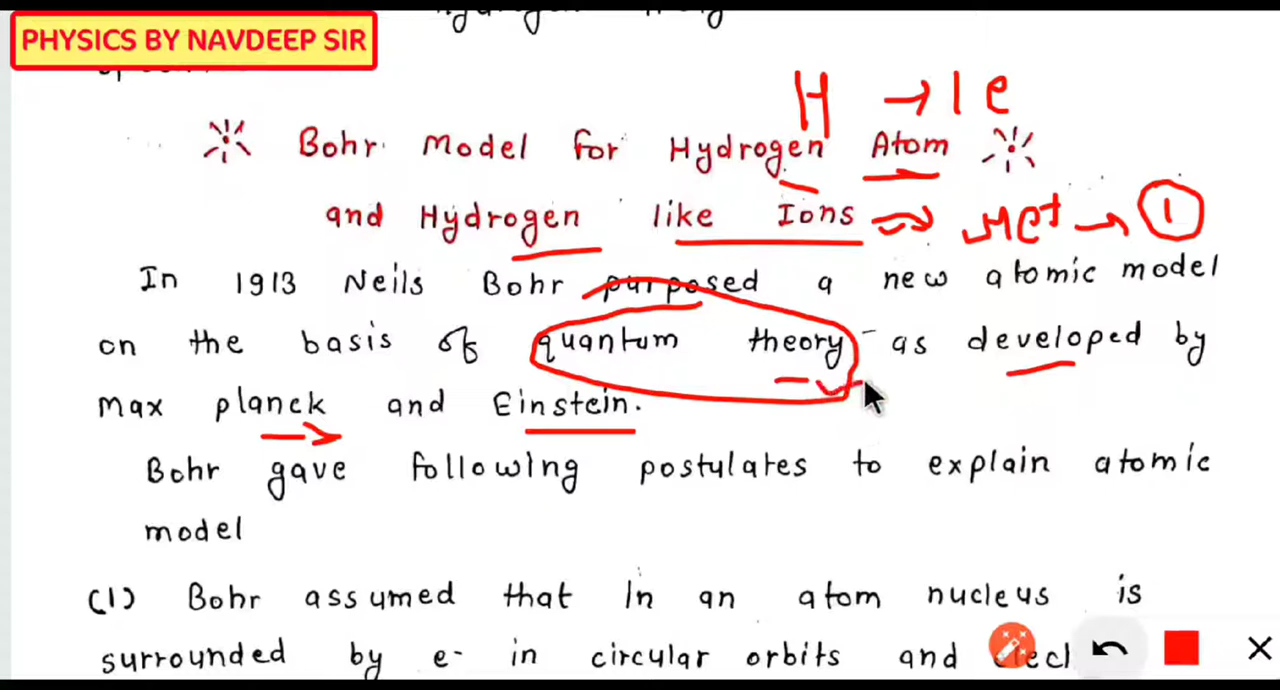 PHYSICS BY NAVDEEP SIR
H → 1 e
Bohr Model for Hydrogen Atom
and Hydrogen like Ions ⇒ He+ → 1
In 1913 Neils Bohr purposed a new atomic model
on the basis of quantum theory as developed by
max planck and Einstein.
Bohr gave following postulates to explain atomic
model
(1) Bohr assumed that In an atom nucleus is
surrounded by e- in circular orbits and